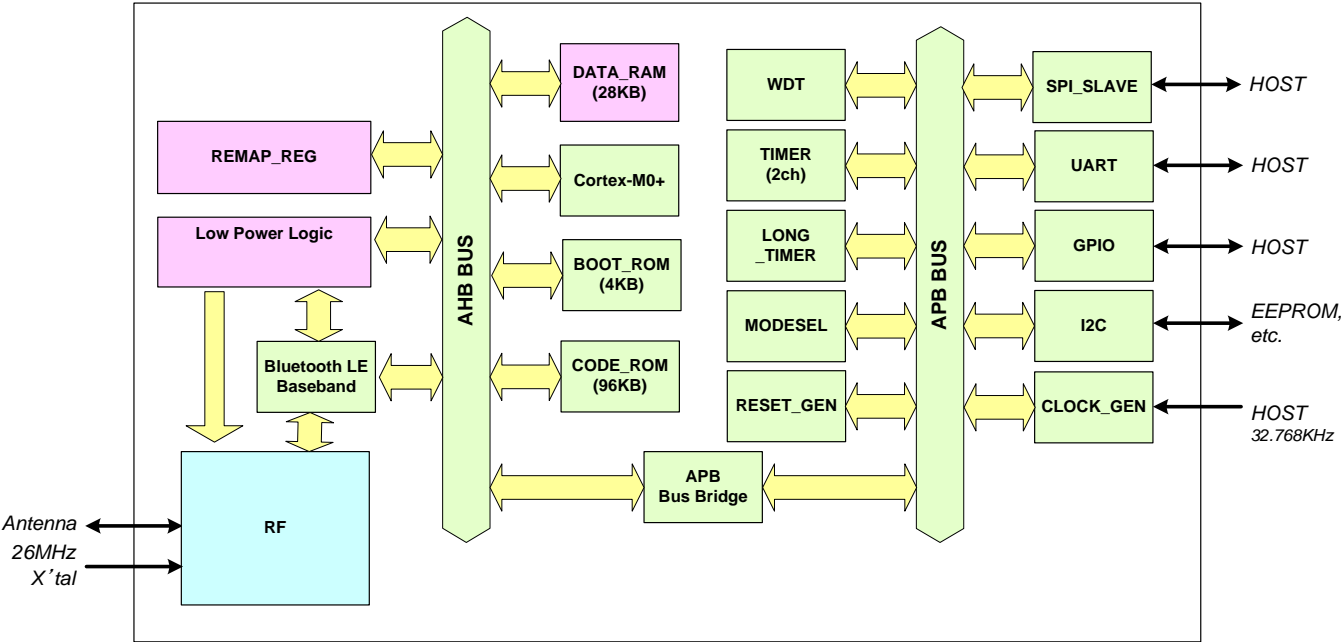 DATA_RAM
(28KB)
REMAP_REG
Cortex-M0+
Low Power Logic
BOOT_ROM
(4KB)
Bluetooth LE
Baseband
CODE_ROM
(96KB)
AHB BUS
RF
Antenna
26MHz
X’tal
APB
Bus Bridge
WDT
TIMER
(2ch)
LONG
_TIMER
MODESEL
RESET_GEN
APB BUS
SPI_SLAVE
HOST
UART
HOST
GPIO
HOST
I2C
EEPROM,
etc.
CLOCK_GEN
HOST
32.768KHz